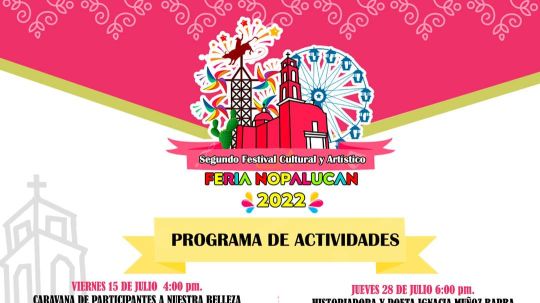 Segundo Festival Cultural y Artístico
FERIA NOPALUCAN
2022
PROGRAMA DE ACTIVIDADES
VIERNES 15 DE JULIO 4:00 pm.
CARAVANA DE PARTICIPANTES A NUESTRA BELLEZA
JUEVES 28 DE JULIO 6:00 pm.
HISTORIADORA Y POETA IGNACIA MUÑOZ PARRA